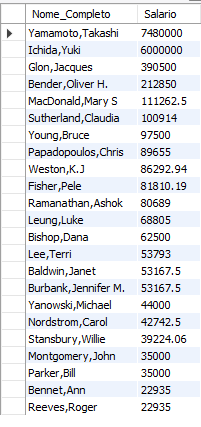 Nome_Completo Salario
Yamamoto,Takashi 7480000
Ichida,Yuki 6000000
Glon,Jacques 390500
Bender,Oliver H. 212850
MacDonald,Mary S 111262.5
Sutherland,Claudia 100914
Young,Bruce 97500
Papadopoulos,Chris 89655
Weston,K.J 86292.94
Fisher,Pele 81810.19
Ramanathan,Ashok 80689
Leung,Luke 68805
Bishop,Dana 62500
Lee,Terri 53793
Baldwin,Janet 53167.5
Burbank,Jennifer M. 53167.5
Yanowski,Michael 44000
Nordstrom,Carol 42742.5
Stansbury,Willie 39224.06
Montgomery,John 35000
Parker,Bill 35000
Bennet,Ann 22935
Reeves,Roger 22935